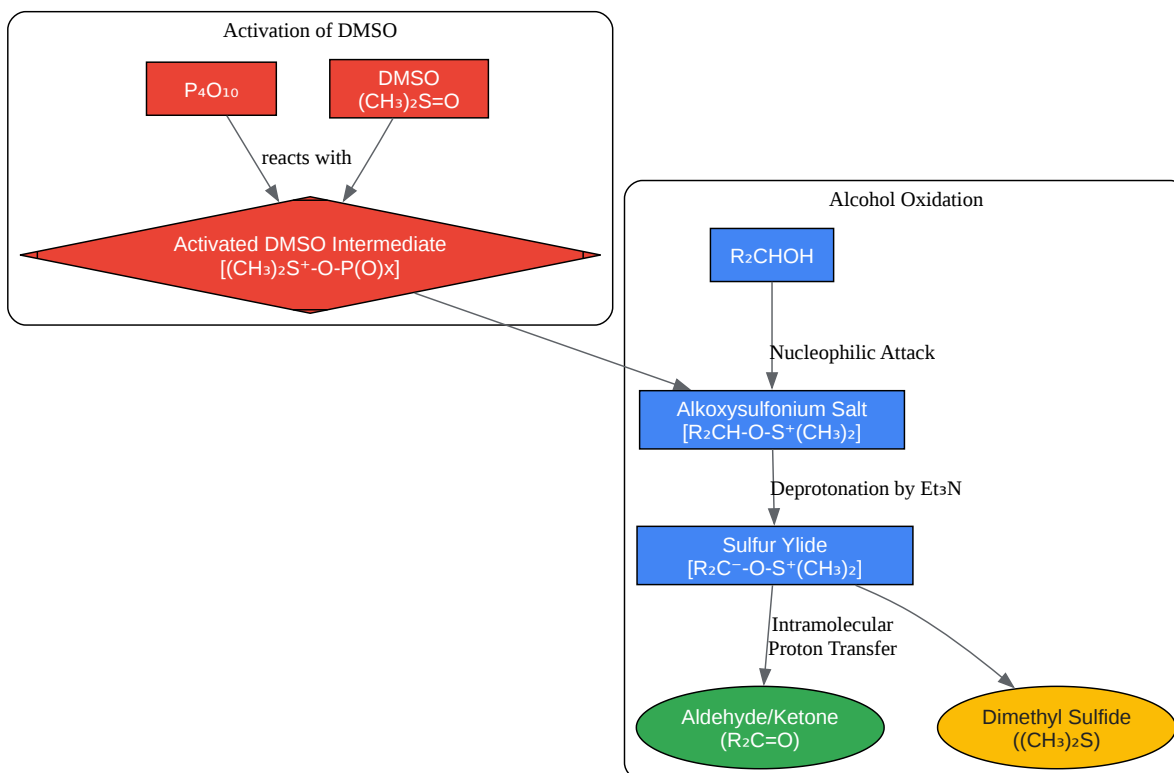 Activation of DMSO
P₄O₁₀
DMSO
(CH₃)₂S=O
reacts with
Activated DMSO Intermediate
[(CH₃)₂S⁺-O-P(O)x]
Alcohol Oxidation
R₂CHOH
Nucleophilic Attack
Alkoxysulfonium Salt
[R₂CH-O-S⁺(CH₃)₂]
Deprotonation by Et₃N
Sulfur Ylide
[R₂C⁻-O-S⁺(CH₃)₂]
Intramolecular
Proton Transfer
Aldehyde/Ketone
(R₂C=O)
Dimethyl Sulfide
((CH₃)₂S)